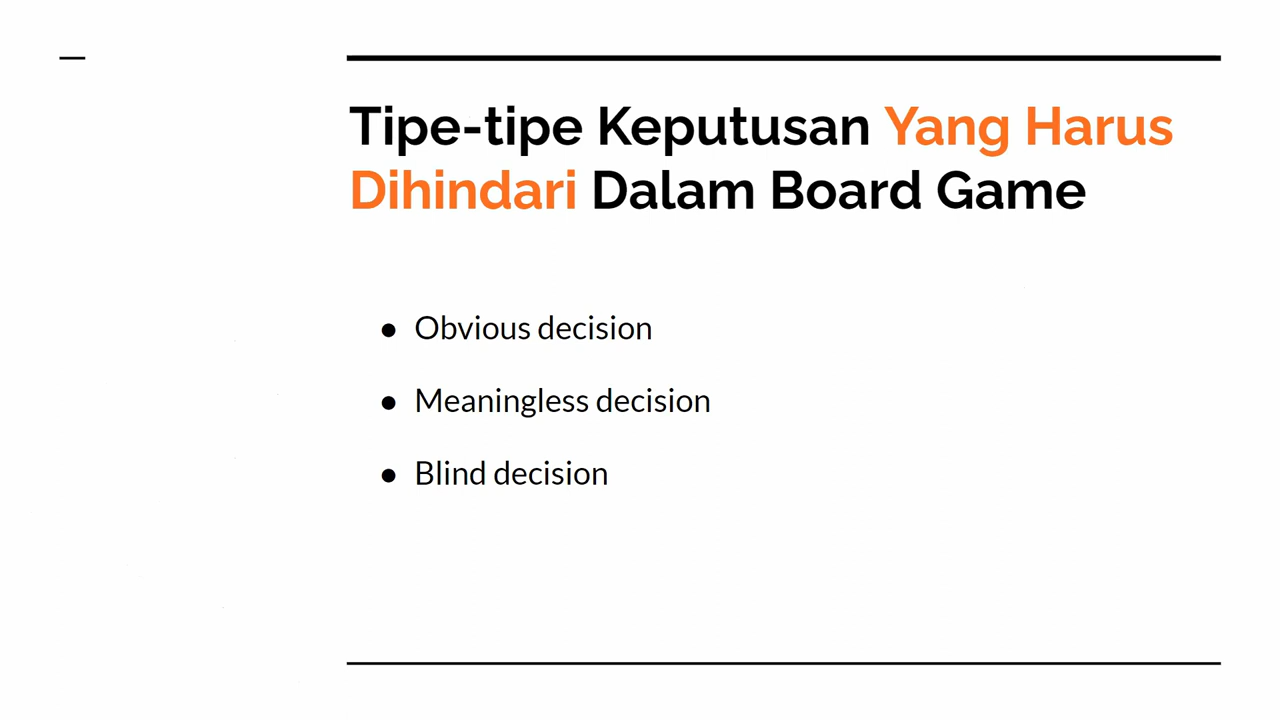 Tipe-tipe Keputusan Yang Harus
Dihindari Dalam Board Game
● Obvious decision
● Meaningless decision
● Blind decision